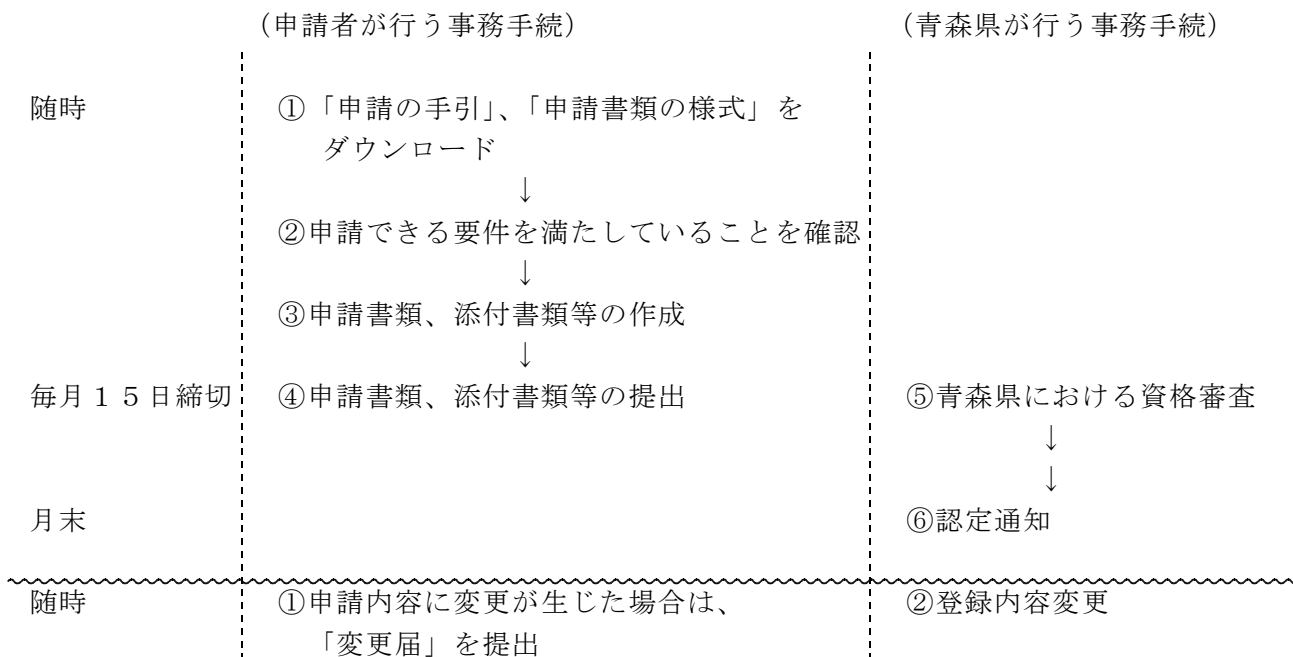 （申請者が行う事務手続）　（青森県が行う事務手続）
随時　①「申請の手引」、「申請書類の様式」を
ダウンロード
↓
②申請できる要件を満たしていることを確認
↓
③申請書類、添付書類等の作成
↓
毎月１５日締切　④申請書類、添付書類等の提出　⑤青森県における資格審査
↓
↓
月末　⑥認定通知
随時　①申請内容に変更が生じた場合は、　②登録内容変更
「変更届」を提出